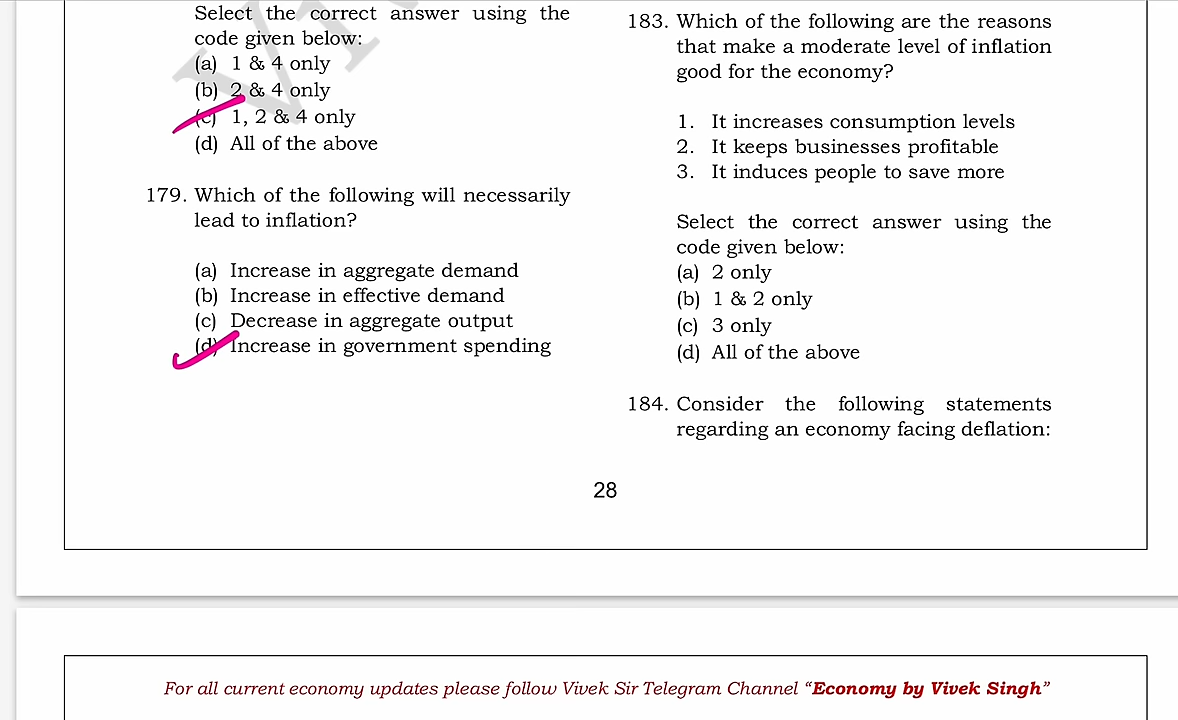 Select the correct answer using the
code given below:
(a) 1 & 4 only
(b) 2 & 4 only
(c) 1, 2 & 4 only
(d) All of the above
179. Which of the following will necessarily
lead to inflation?
(a) Increase in aggregate demand
(b) Increase in effective demand
(c) Decrease in aggregate output
(d) Increase in government spending
183. Which of the following are the reasons
that make a moderate level of inflation
good for the economy?
1. It increases consumption levels
2. It keeps businesses profitable
3. It induces people to save more
Select the correct answer using the
code given below:
(a) 2 only
(b) 1 & 2 only
(c) 3 only
(d) All of the above
184. Consider the following statements
regarding an economy facing deflation:
28
For all current economy updates please follow Vivek Sir Telegram Channel “Economy by Vivek Singh”